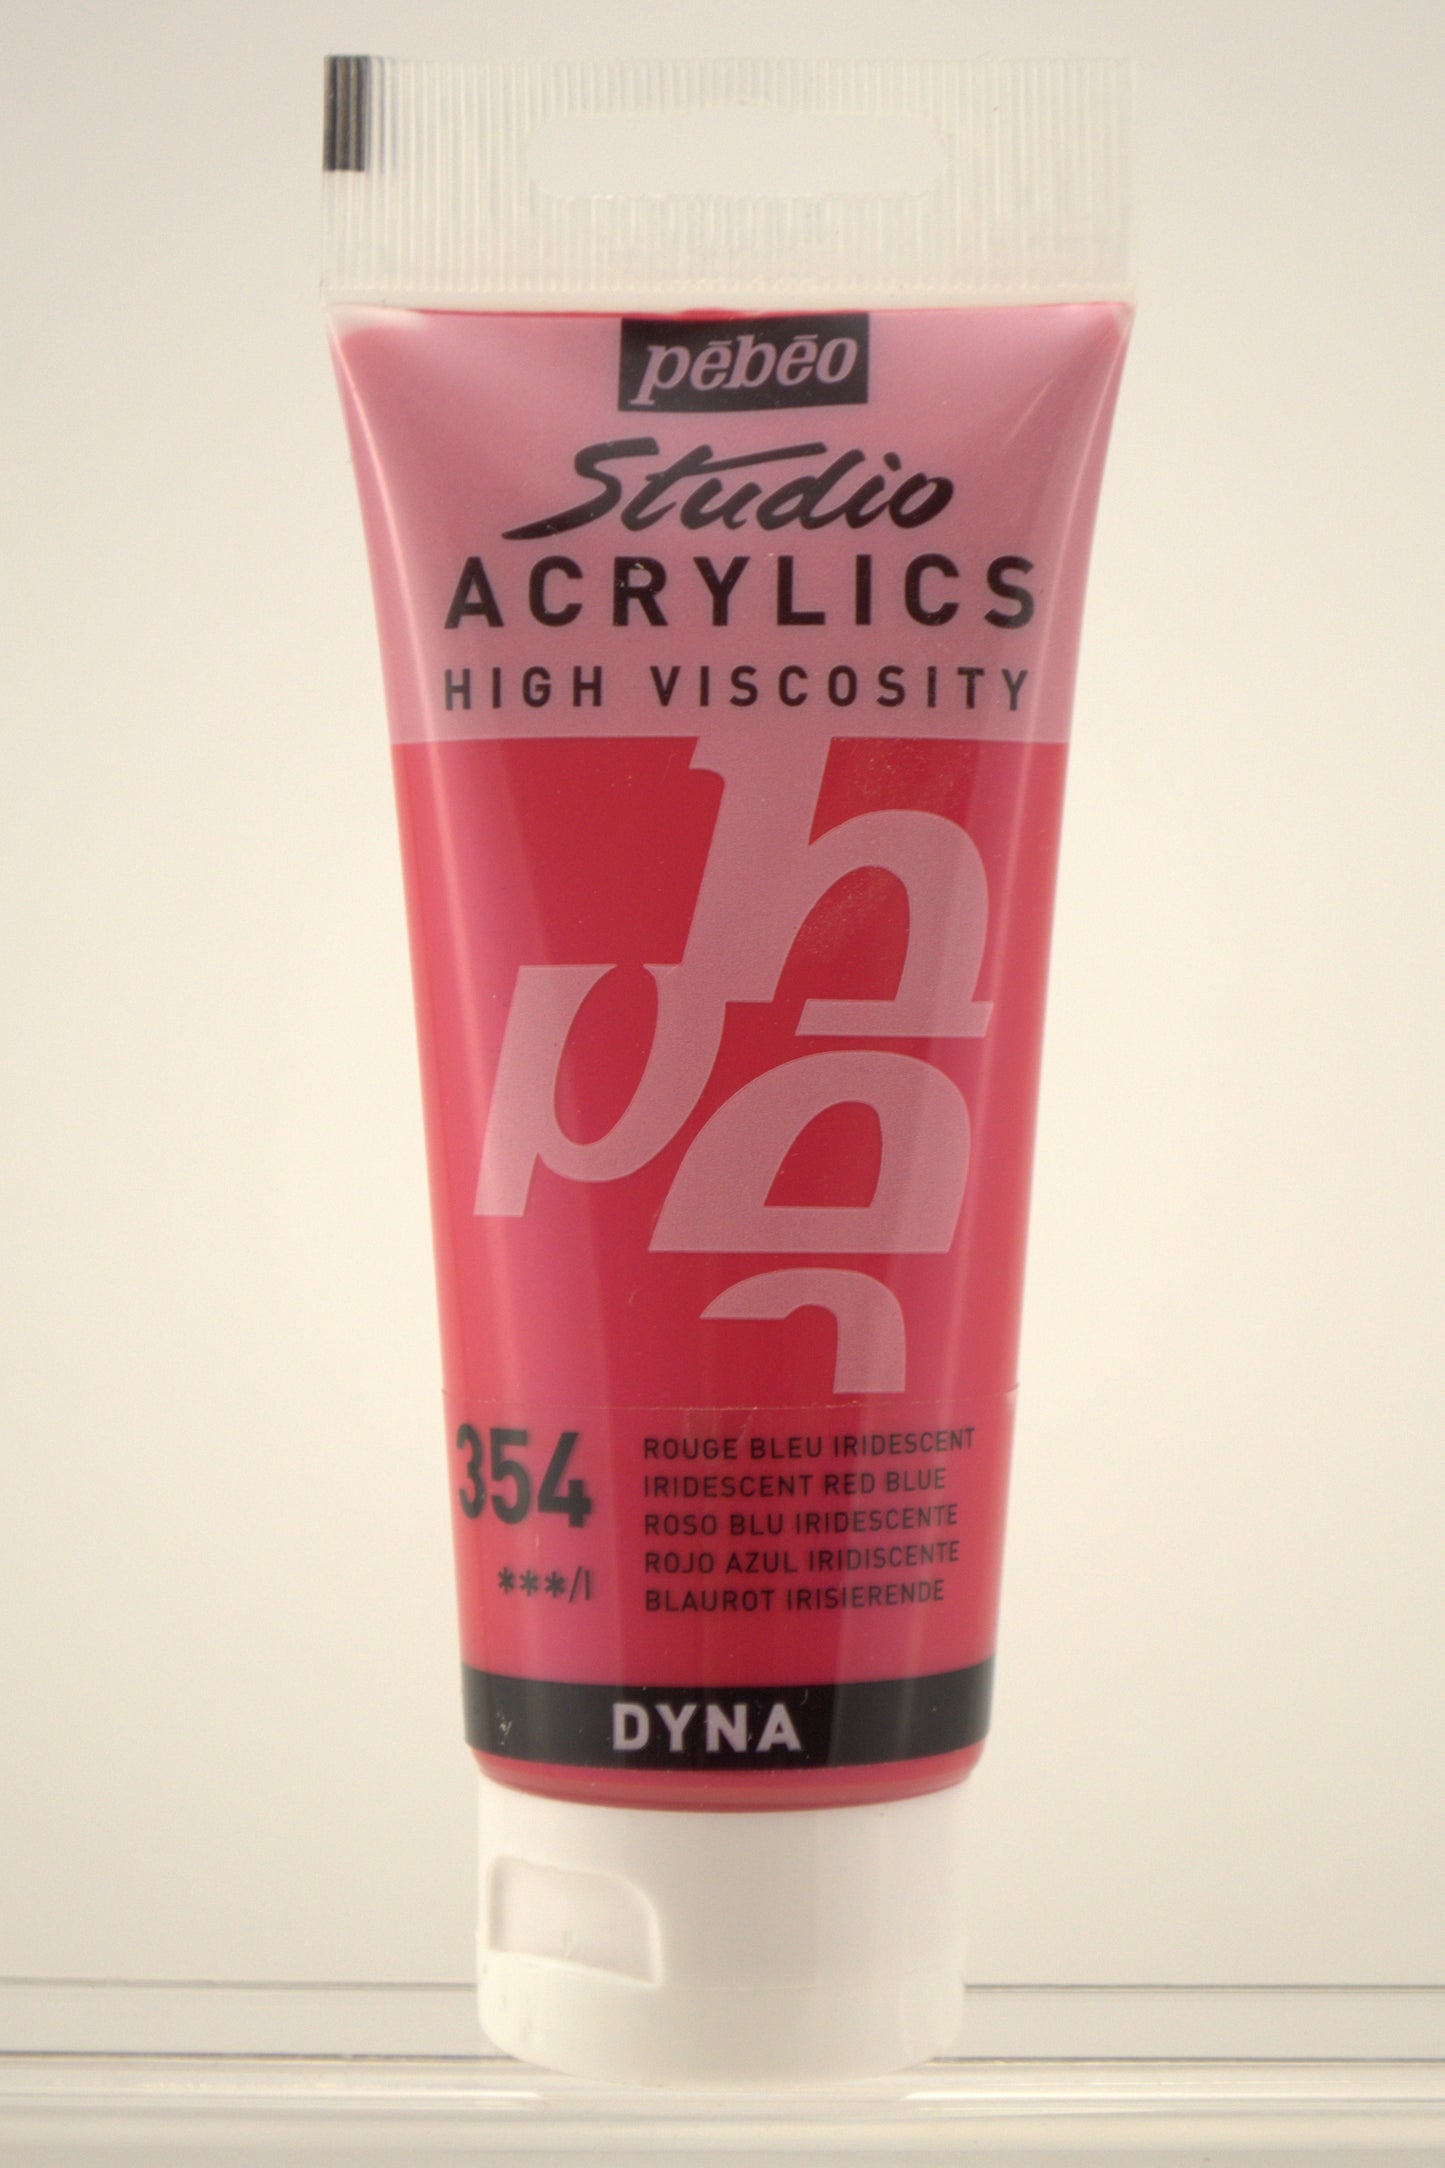 pēbēo
Studio
ACRYLICS
HIGH VISCOSITY
354
***/I
ROUGE BLEU IRIDESCENT
IRIDESCENT RED BLUE
ROSO BLU IRIDESCENTE
ROJO AZUL IRIDISCENTE
BLAUROT IRISIERENDE
DYNA